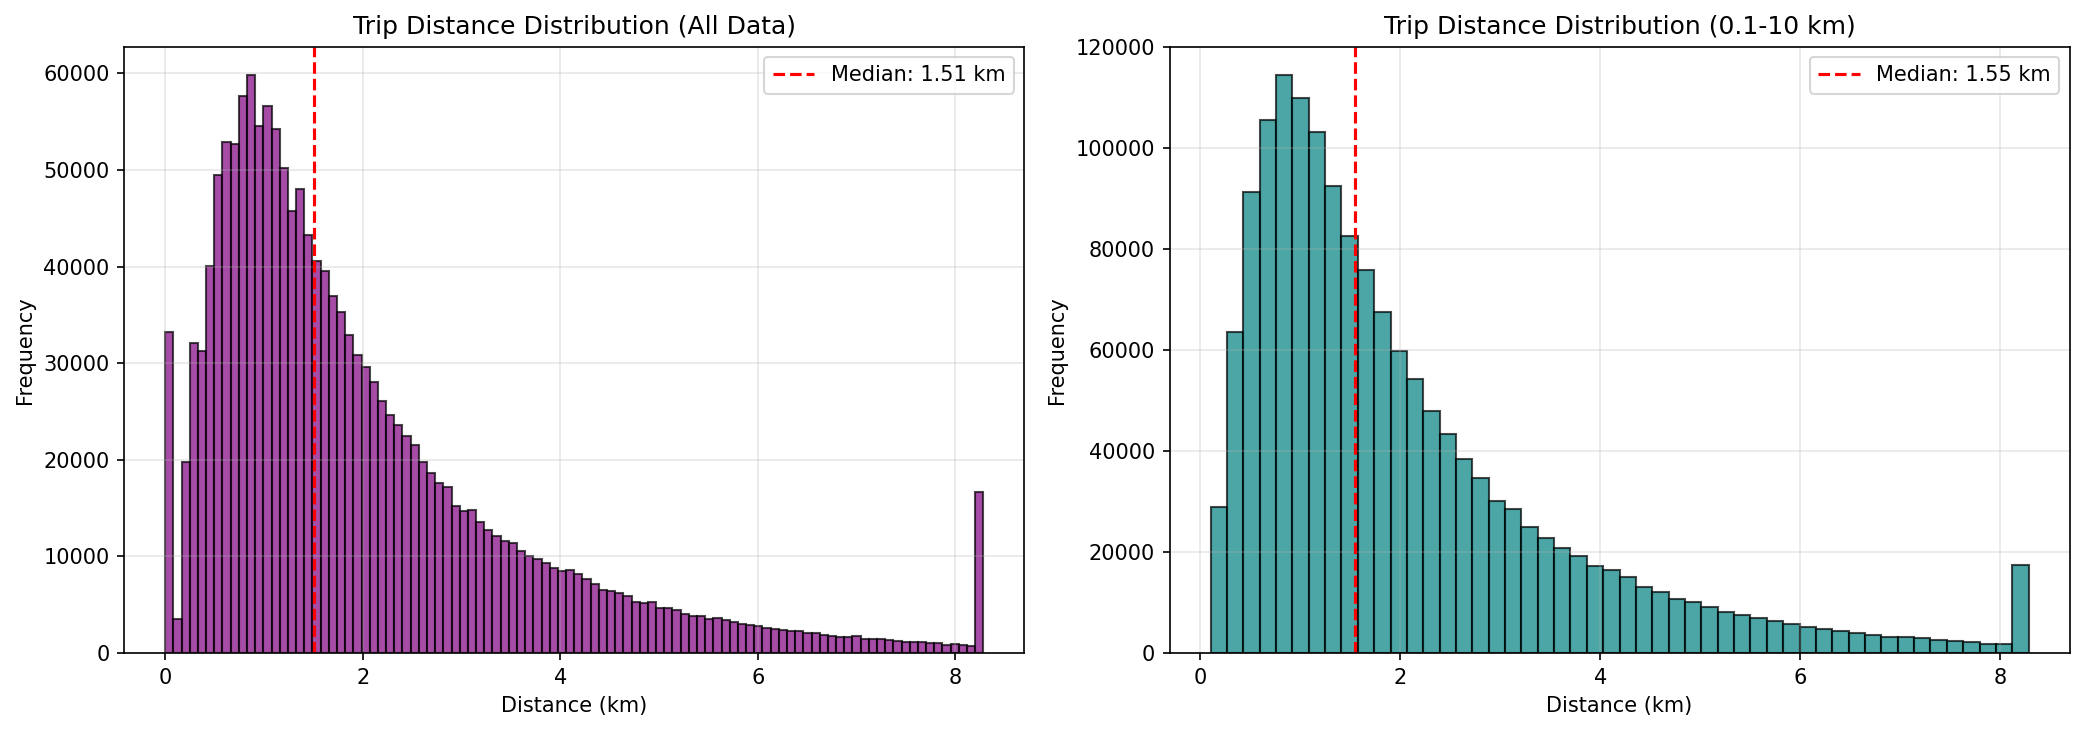 Trip Distance Distribution (All Data)
Median: 1.51 km
Frequency
60000
50000
40000
30000
20000
10000
0
0 2 4 6 8
Distance (km)
Trip Distance Distribution (0.1-10 km)
Median: 1.55 km
Frequency
120000
100000
80000
60000
40000
20000
0
0 2 4 6 8
Distance (km)